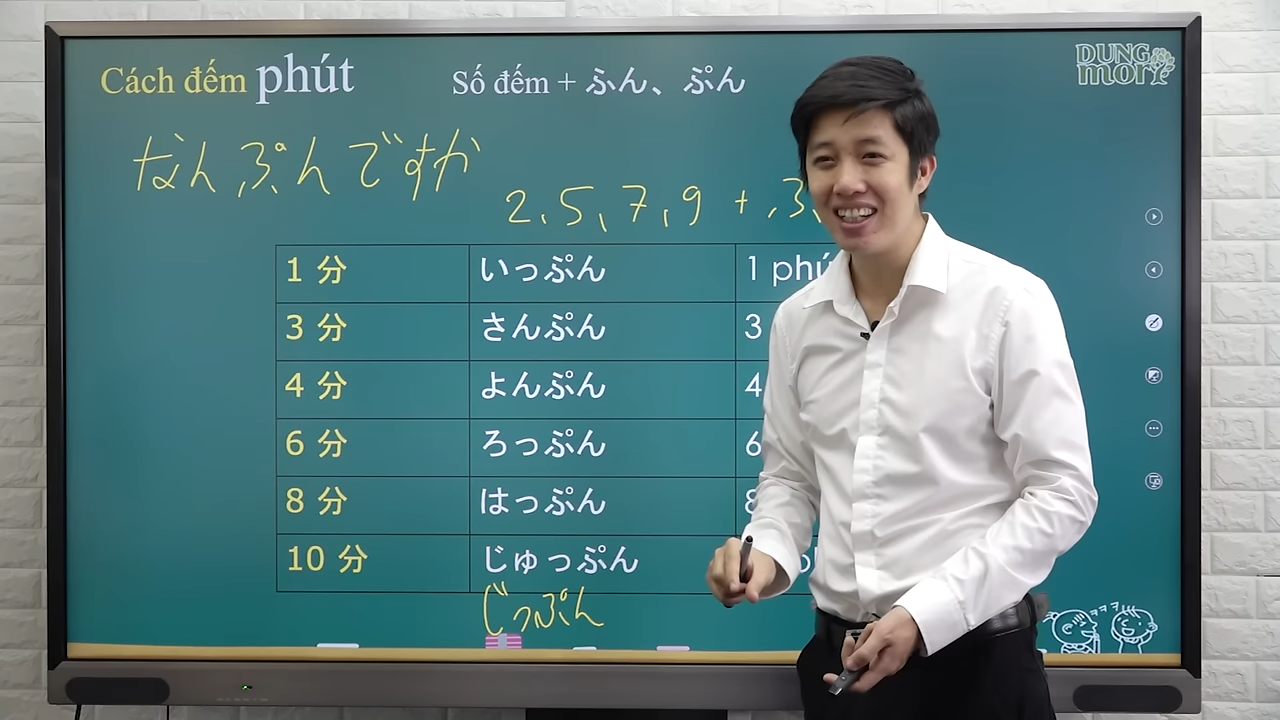 Cách đếm phút
Số đếm + ふん、ぷん
DUNG
mori
なんぷんですか
2、5、7、9 + 、3、
1 分 いっぷん 1 phú
3 分 さんぷん 3
4 分 よんぷん 4
6 分 ろっぷん 6
8 分 はっぷん 8
10 分 じゅっぷん
じっぷん